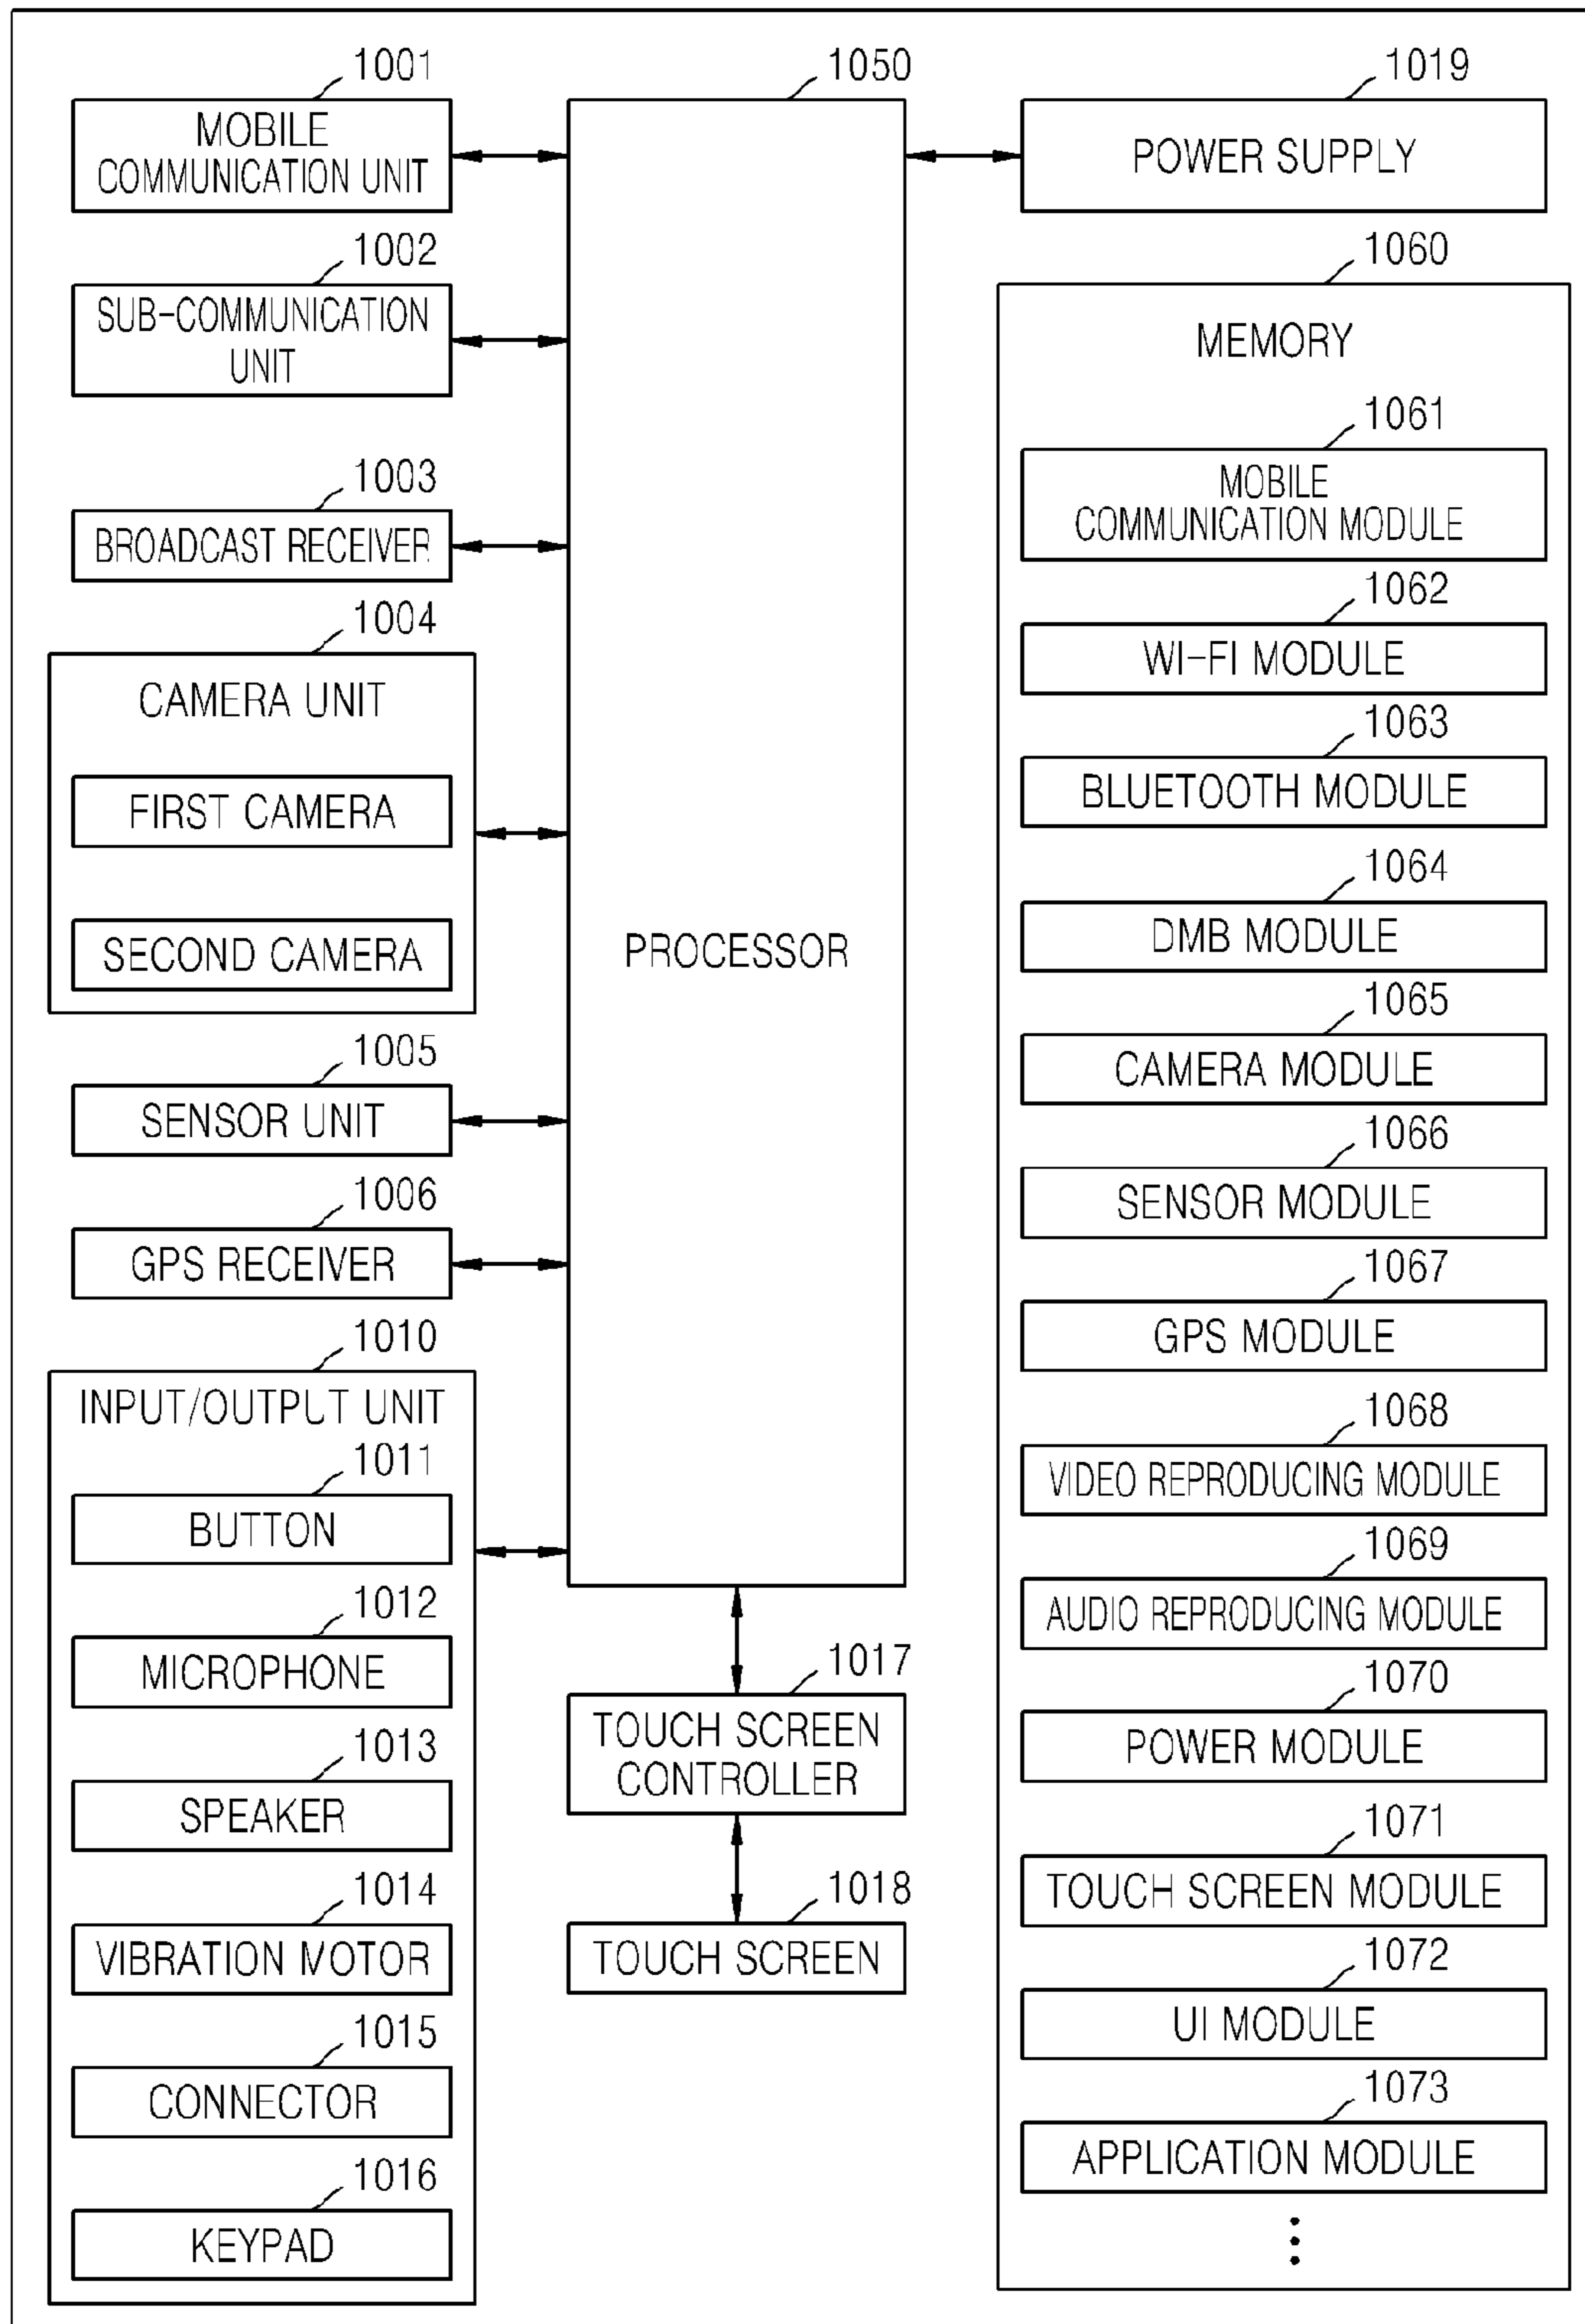 1001
MOBILE
COMMUNICATION UNIT
1002
SUB-COMMUNICATION
UNIT
1003
BROADCAST RECEIVER
1004
CAMERA UNIT
FIRST CAMERA
SECOND CAMERA
1005
SENSOR UNIT
1006
GPS RECEIVER
1010
INPUT/OUTPUT UNIT
1011
BUTTON
1012
MICROPHONE
1013
SPEAKER
1014
VIBRATION MOTOR
1015
CONNECTOR
1016
KEYPAD
1050
PROCESSOR
1017
TOUCH SCREEN
CONTROLLER
1018
TOUCH SCREEN
1019
POWER SUPPLY
1060
MEMORY
1061
MOBILE
COMMUNICATION MODULE
1062
WI-FI MODULE
1063
BLUETOOTH MODULE
1064
DMB MODULE
1065
CAMERA MODULE
1066
SENSOR MODULE
1067
GPS MODULE
1068
VIDEO REPRODUCING MODULE
1069
AUDIO REPRODUCING MODULE
1070
POWER MODULE
1071
TOUCH SCREEN MODULE
1072
UI MODULE
1073
APPLICATION MODULE